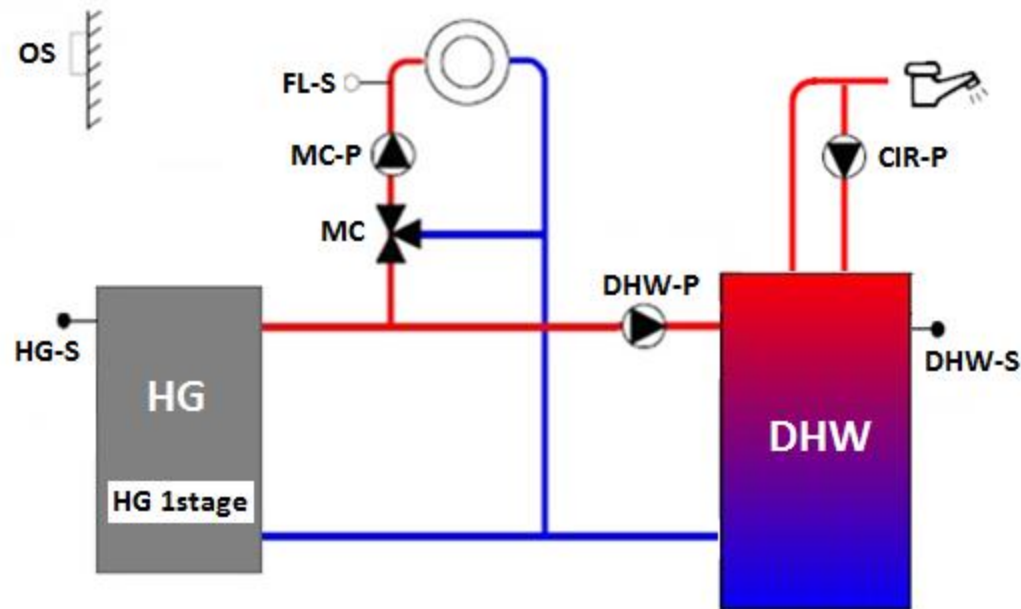 OS
FL-S
MC-P
CIR-P
MC
DHW-P
HG-S
DHW-S
HG
DHW
HG 1stage